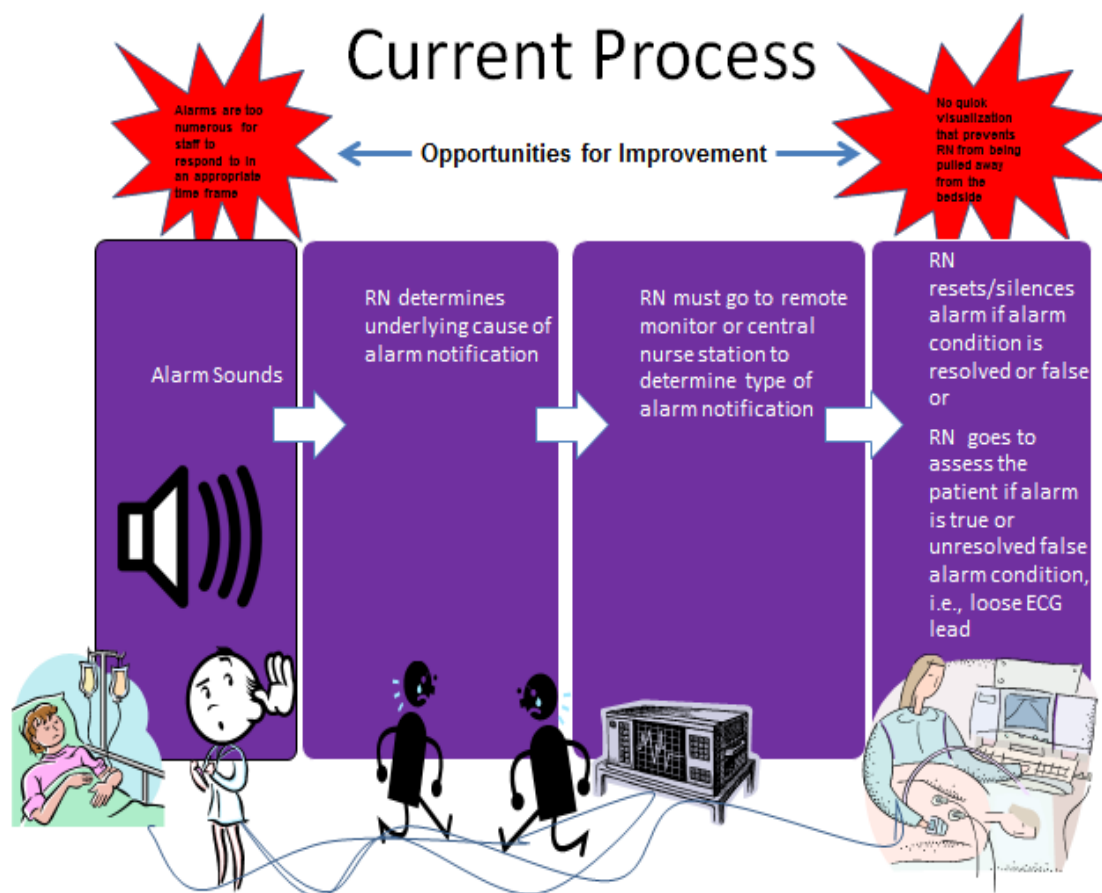 Current Process
Alarms are too
numerous for
staff to
respond to in
an appropriate
time frame
Opportunities for Improvement
No quick
visualization
that prevents
RN from being
pulled away
from the
bedside
Alarm Sounds
RN determines
underlying cause of
alarm notification
RN must go to remote
monitor or central
nurse station to
determine type of
alarm notification
RN
resets/silences
alarm if alarm
condition is
resolved or false
or
RN goes to
assess the
patient if alarm
is true or
unresolved false
alarm condition,
i.e., loose ECG
lead